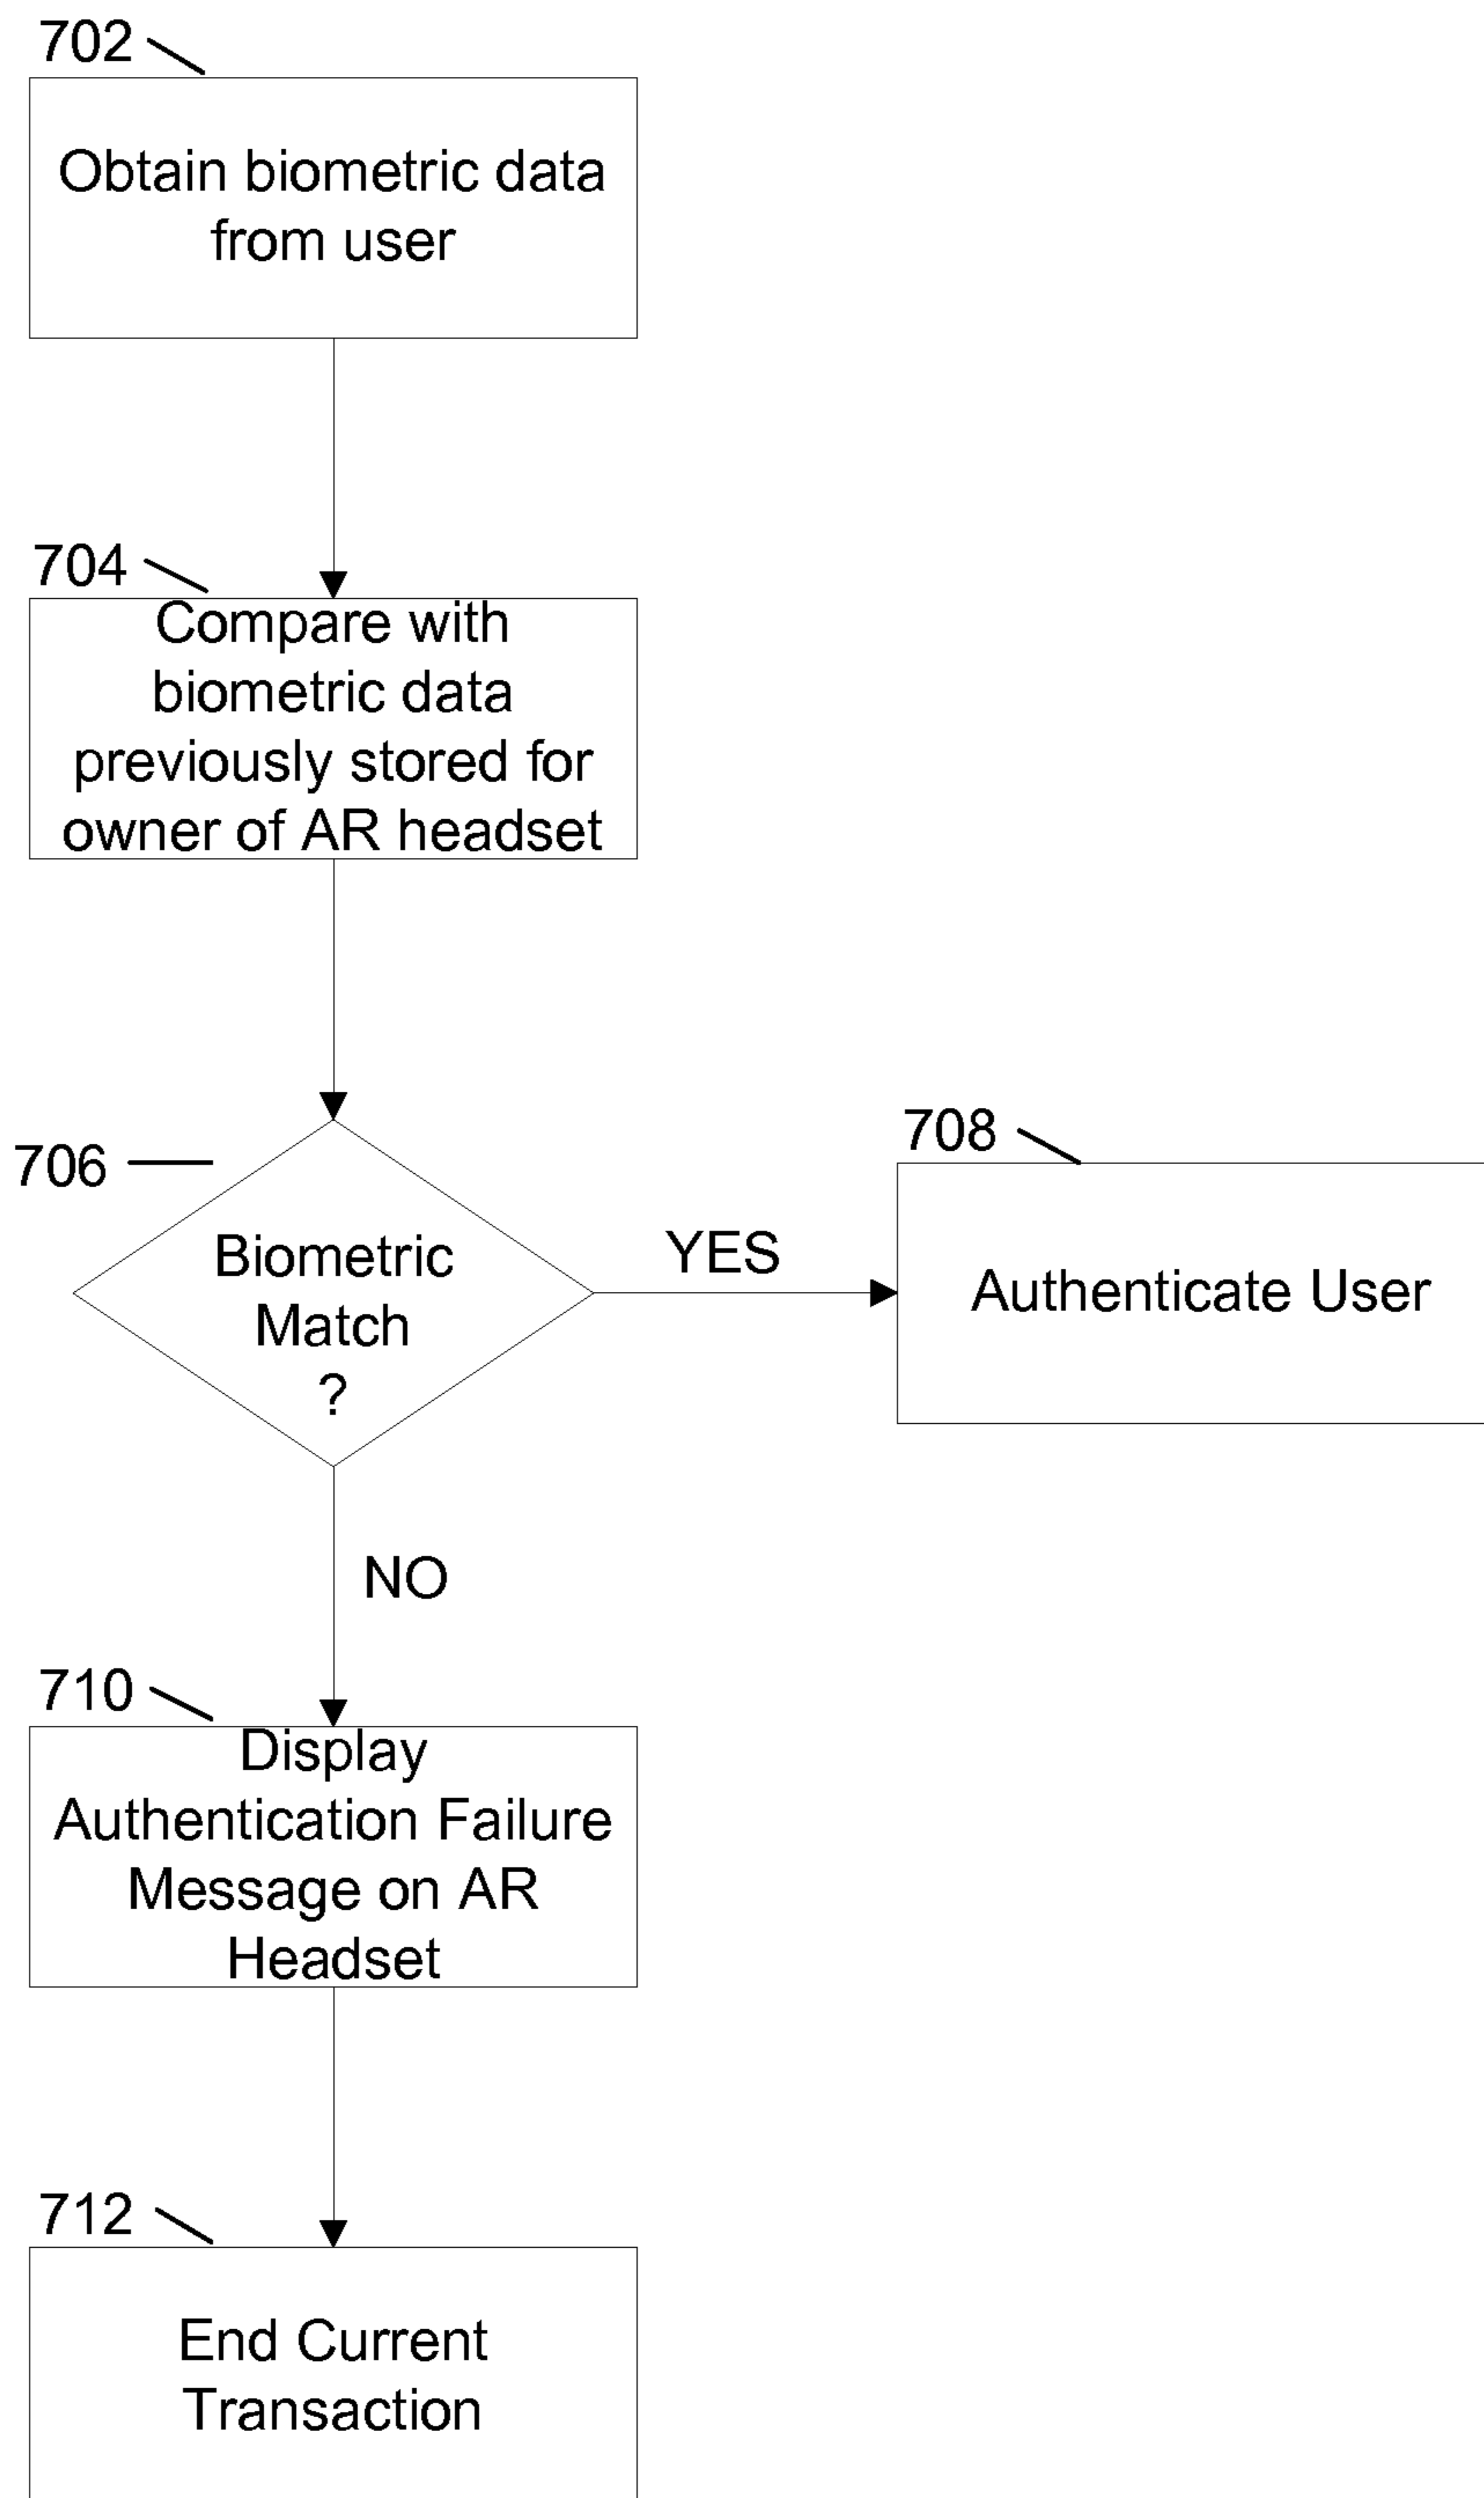 702
Obtain biometric data
from user
704
Compare with
biometric data
previously stored for
owner of AR headset
706
Biometric
Match
?
YES
708
Authenticate User
NO
710
Display
Authentication Failure
Message on AR
Headset
712
End Current
Transaction